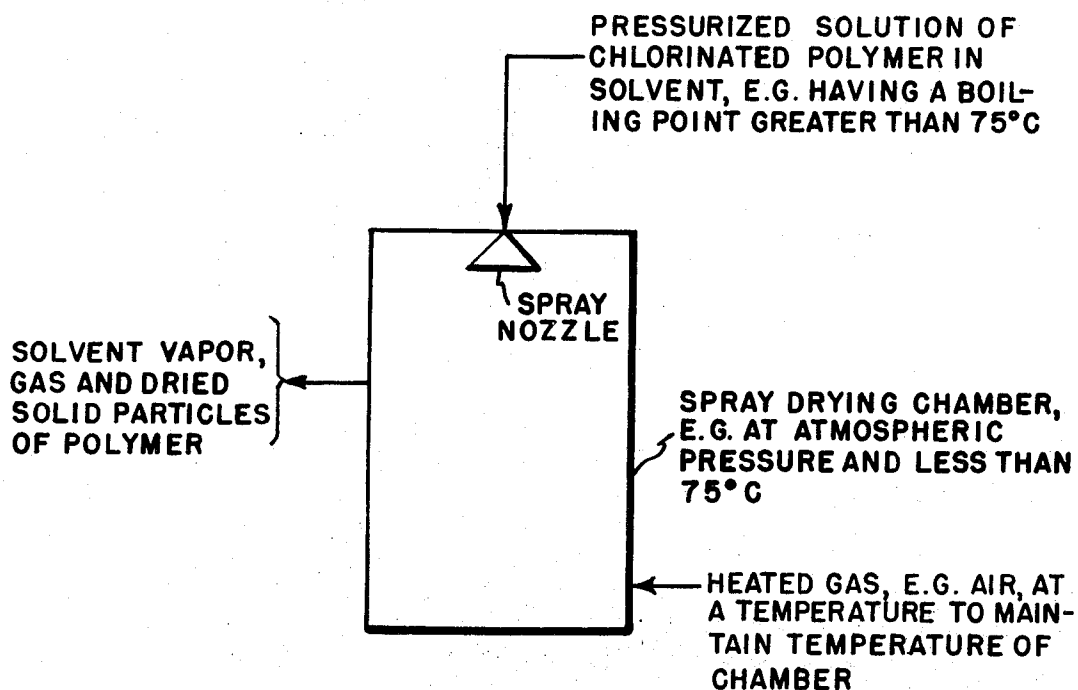 PRESSURIZED SOLUTION OF
CHLORINATED POLYMER IN
SOLVENT, E.G. HAVING A BOIL-
ING POINT GREATER THAN 75°C
SPRAY
NOZZLE
SOLVENT VAPOR,
GAS AND DRIED
SOLID PARTICLES
OF POLYMER
SPRAY DRYING CHAMBER,
E.G. AT ATMOSPHERIC
PRESSURE AND LESS THAN
75°C
HEATED GAS, E.G. AIR, AT
A TEMPERATURE TO MAIN-
TAIN TEMPERATURE OF
CHAMBER